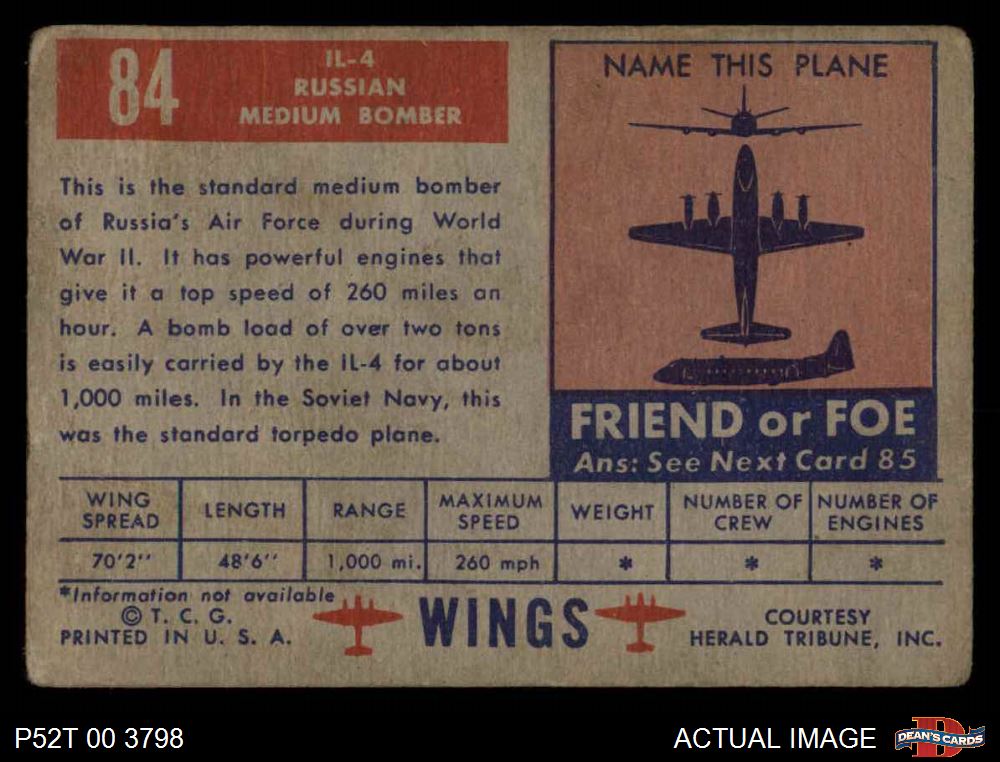 84
IL-4
RUSSIAN
MEDIUM BOMBER
This is the standard medium bomber
of Russia's Air Force during World
War II. It has powerful engines that
give it a top speed of 260 miles an
hour. A bomb load of over two tons
is easily carried by the IL-4 for about
1,000 miles. In the Soviet Navy, this
was the standard torpedo plane.
NAME THIS PLANE
FRIEND or FOE
Ans: See Next Card 85
WING SPREAD LENGTH RANGE MAXIMUM SPEED WEIGHT NUMBER OF CREW NUMBER OF ENGINES
70'2'' 48'6'' 1,000 mi. 260 mph * * *
*Information not available
© T. C. G.
PRINTED IN U. S. A.
WINGS
COURTESY
HERALD TRIBUNE, INC.
P52T 00 3798
ACTUAL IMAGE
D
DEAN'S CARDS